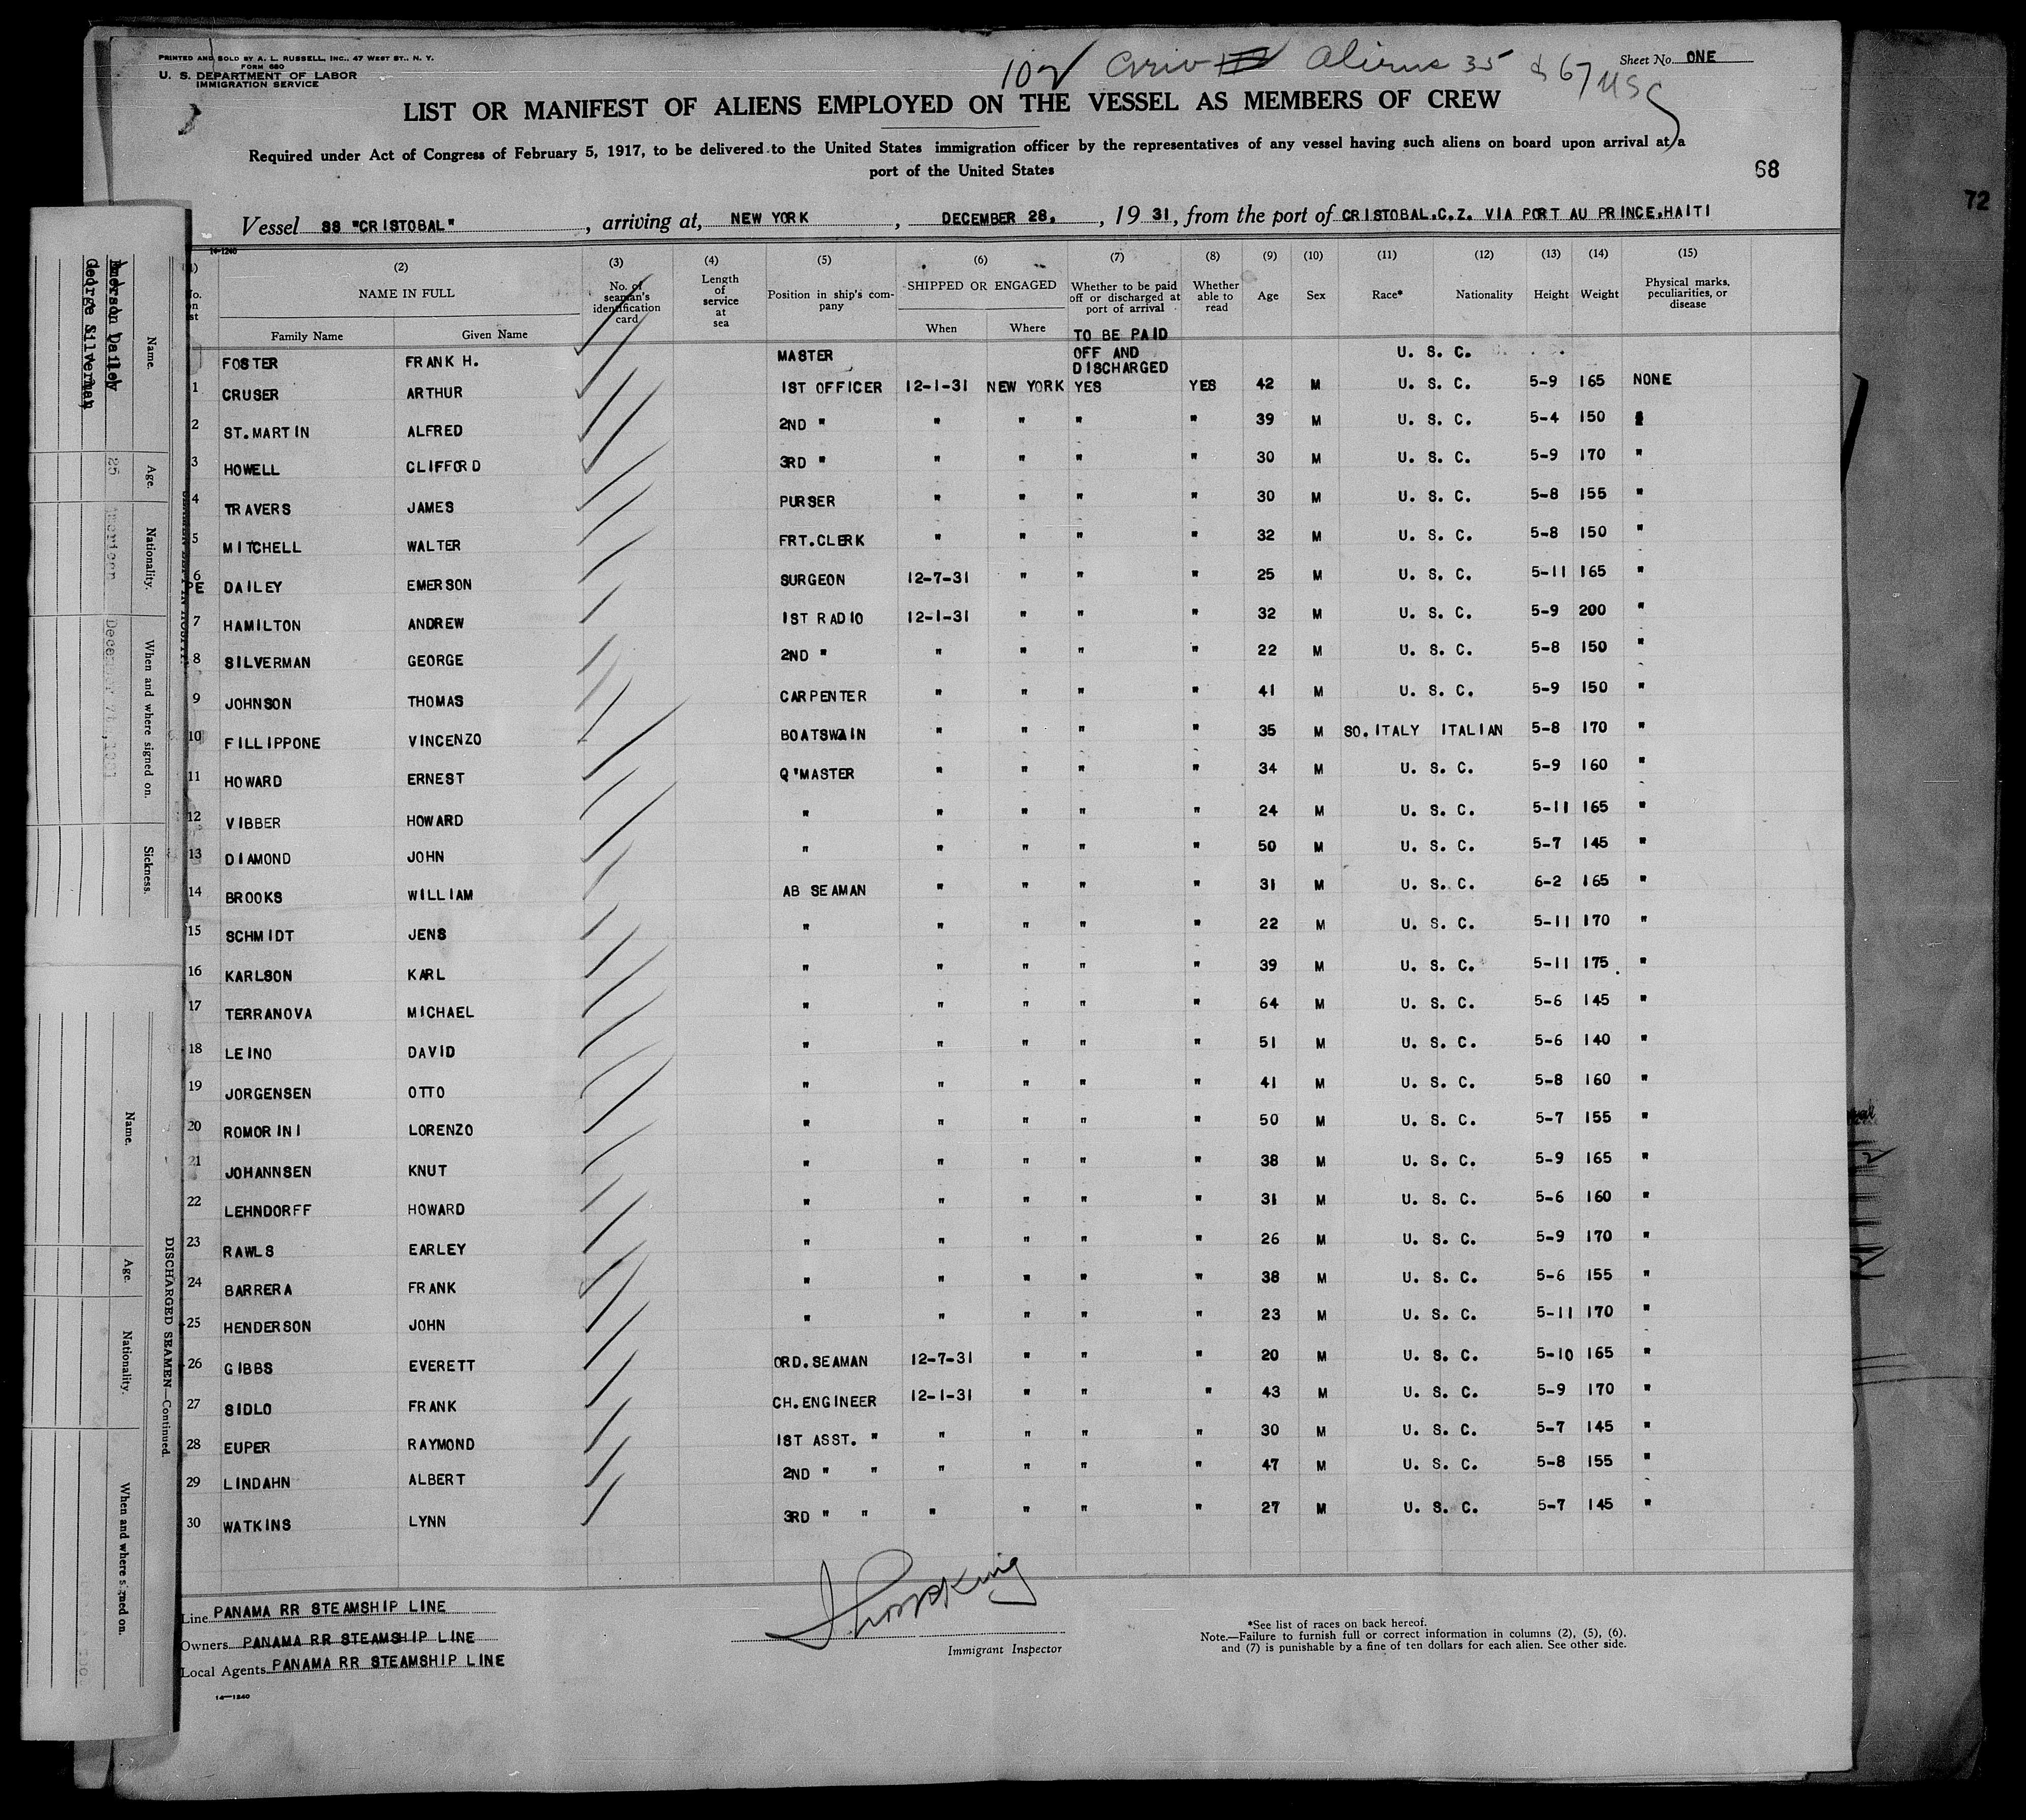 PRINTED AND SOLD BY A. L. RUSSELL, INC., 47 WEST ST., N. Y.
FORM 680
U. S. DEPARTMENT OF LABOR
IMMIGRATION SERVICE
102 Crew Aliens 35 & 67 USC
Sheet No. ONE
LIST OR MANIFEST OF ALIENS EMPLOYED ON THE VESSEL AS MEMBERS OF CREW
Required under Act of Congress of February 5, 1917, to be delivered to the United States immigration officer by the representatives of any vessel having such aliens on board upon arrival at a
port of the United States
68
72
Vessel SS "CRISTOBAL", arriving at, NEW YORK, DECEMBER 28., 1931, from the port of CRISTOBAL.C.Z. VIA PORT AU PRINCE.HAITI
14-1240
(2) (3) (4) (5) (6) (7) (8) (9) (10) (11) (12) (13) (14) (15)
NAME IN FULL No. of seaman's identification card Length of service at sea Position in ship's company SHIPPED OR ENGAGED Whether to be paid off or discharged at port of arrival Whether able to read Age Sex Race* Nationality Height Weight Physical marks, peculiarities, or disease
Family Name Given Name When Where
TO BE PAID OFF AND DISCHARGED
FOSTER FRANK H. MASTER U. S. C.
1 CRUSER ARTHUR 1ST OFFICER 12-1-31 NEW YORK YES YES 42 M U. S. C. 5-9 165 NONE
2 ST.MARTIN ALFRED 2ND " " " " " 39 M U. S. C. 5-4 150 "
3 HOWELL CLIFFORD 3RD " " " " " 30 M U. S. C. 5-9 170 "
4 TRAVERS JAMES PURSER " " " " 30 M U. S. C. 5-8 155 "
5 MITCHELL WALTER FRT.CLERK " " " " 32 M U. S. C. 5-8 150 "
6 PE DAILEY EMERSON SURGEON 12-7-31 " " " 25 M U. S. C. 5-11 165 "
7 HAMILTON ANDREW 1ST RADIO 12-1-31 " " " 32 M U. S. C. 5-9 200 "
8 SILVERMAN GEORGE 2ND " " " " " 22 M U. S. C. 5-8 150 "
9 JOHNSON THOMAS CARPENTER " " " " 41 M U. S. C. 5-9 150 "
10 FILLIPPONE VINCENZO BOATSWAIN " " " " 35 M SO. ITALY ITALIAN 5-8 170 "
11 HOWARD ERNEST Q'MASTER " " " " 34 M U. S. C. 5-9 160 "
12 VIBBER HOWARD " " " " " 24 M U. S. C. 5-11 165 "
13 DIAMOND JOHN " " " " " 50 M U. S. C. 5-7 145 "
14 BROOKS WILLIAM AB SEAMAN " " " " 31 M U. S. C. 6-2 165 "
15 SCHMIDT JENS " " " " " 22 M U. S. C. 5-11 170 "
16 KARLSON KARL " " " " " 39 M U. S. C. 5-11 175 "
17 TERRANOVA MICHAEL " " " " " 64 M U. S. C. 5-6 145 "
18 LEINO DAVID " " " " " 51 M U. S. C. 5-6 140 "
19 JORGENSEN OTTO " " " " " 41 M U. S. C. 5-8 160 "
20 ROMORINI LORENZO " " " " " 50 M U. S. C. 5-7 155 "
21 JOHANNSEN KNUT " " " " " 38 M U. S. C. 5-9 165 "
22 LEHNDORFF HOWARD " " " " " 31 M U. S. C. 5-6 160 "
23 RAWLS EARLEY " " " " " 26 M U. S. C. 5-9 170 "
24 BARRERA FRANK " " " " " 38 M U. S. C. 5-6 155 "
25 HENDERSON JOHN " " " " " 23 M U. S. C. 5-11 170 "
26 GIBBS EVERETT ORD.SEAMAN 12-7-31 " " " 20 M U. S. C. 5-10 165 "
27 SIDLO FRANK CH.ENGINEER 12-1-31 " " " 43 M U. S. C. 5-9 170 "
28 EUPER RAYMOND 1ST ASST. " " " " " 30 M U. S. C. 5-7 145 "
29 LINDAHN ALBERT 2ND " " " " " " 47 M U. S. C. 5-8 155 "
30 WATKINS LYNN 3RD " " " " " " 27 M U. S. C. 5-7 145 "
Line PANAMA RR STEAMSHIP LINE
Owners PANAMA RR STEAMSHIP LINE
Local Agents PANAMA RR STEAMSHIP LINE
14-1240
Immigrant Inspector
*See list of races on back hereof.
Note.—Failure to furnish full or correct information in columns (2), (5), (6),
and (7) is punishable by a fine of ten dollars for each alien. See other side.
Name. Age. Nationality. When and where signed on. Sickness.
Emerson Dailey 25 American December 7th, 1931
George Silverman
DISCHARGED SEAMEN—Continued.
Name. Age. Nationality. When and where signed on.